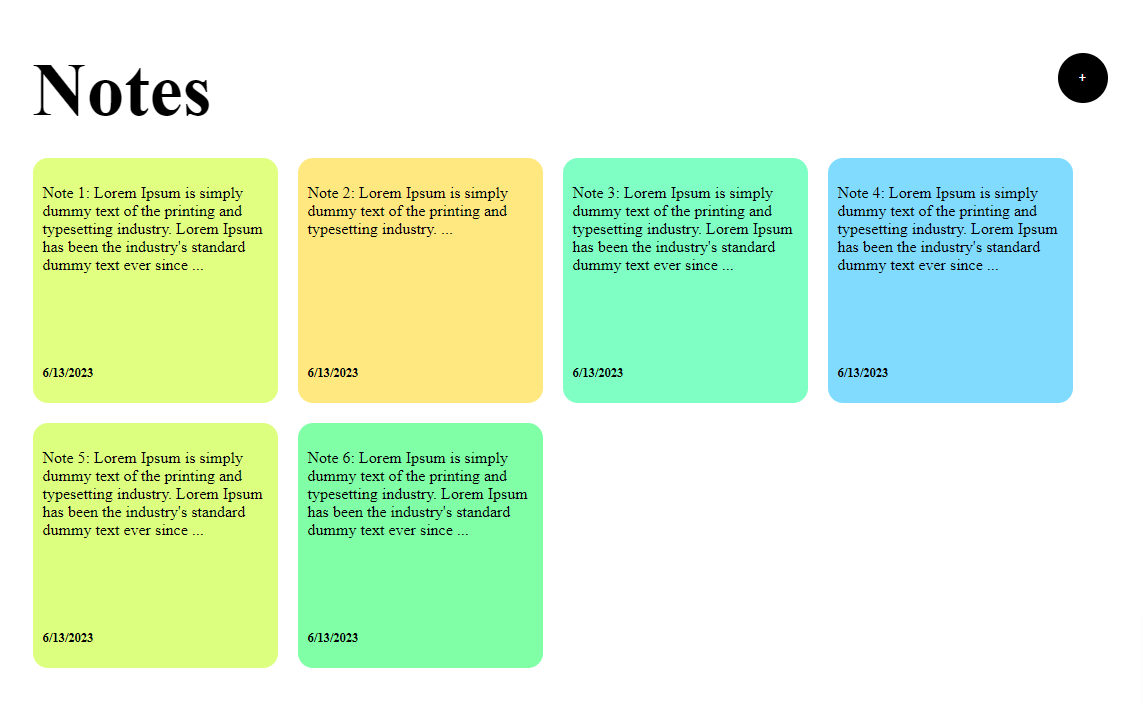 Notes
+
Note 1: Lorem Ipsum is simply
dummy text of the printing and
typesetting industry. Lorem Ipsum
has been the industry's standard
dummy text ever since ...
6/13/2023
Note 2: Lorem Ipsum is simply
dummy text of the printing and
typesetting industry. ...
6/13/2023
Note 3: Lorem Ipsum is simply
dummy text of the printing and
typesetting industry. Lorem Ipsum
has been the industry's standard
dummy text ever since ...
6/13/2023
Note 4: Lorem Ipsum is simply
dummy text of the printing and
typesetting industry. Lorem Ipsum
has been the industry's standard
dummy text ever since ...
6/13/2023
Note 5: Lorem Ipsum is simply
dummy text of the printing and
typesetting industry. Lorem Ipsum
has been the industry's standard
dummy text ever since ...
6/13/2023
Note 6: Lorem Ipsum is simply
dummy text of the printing and
typesetting industry. Lorem Ipsum
has been the industry's standard
dummy text ever since ...
6/13/2023